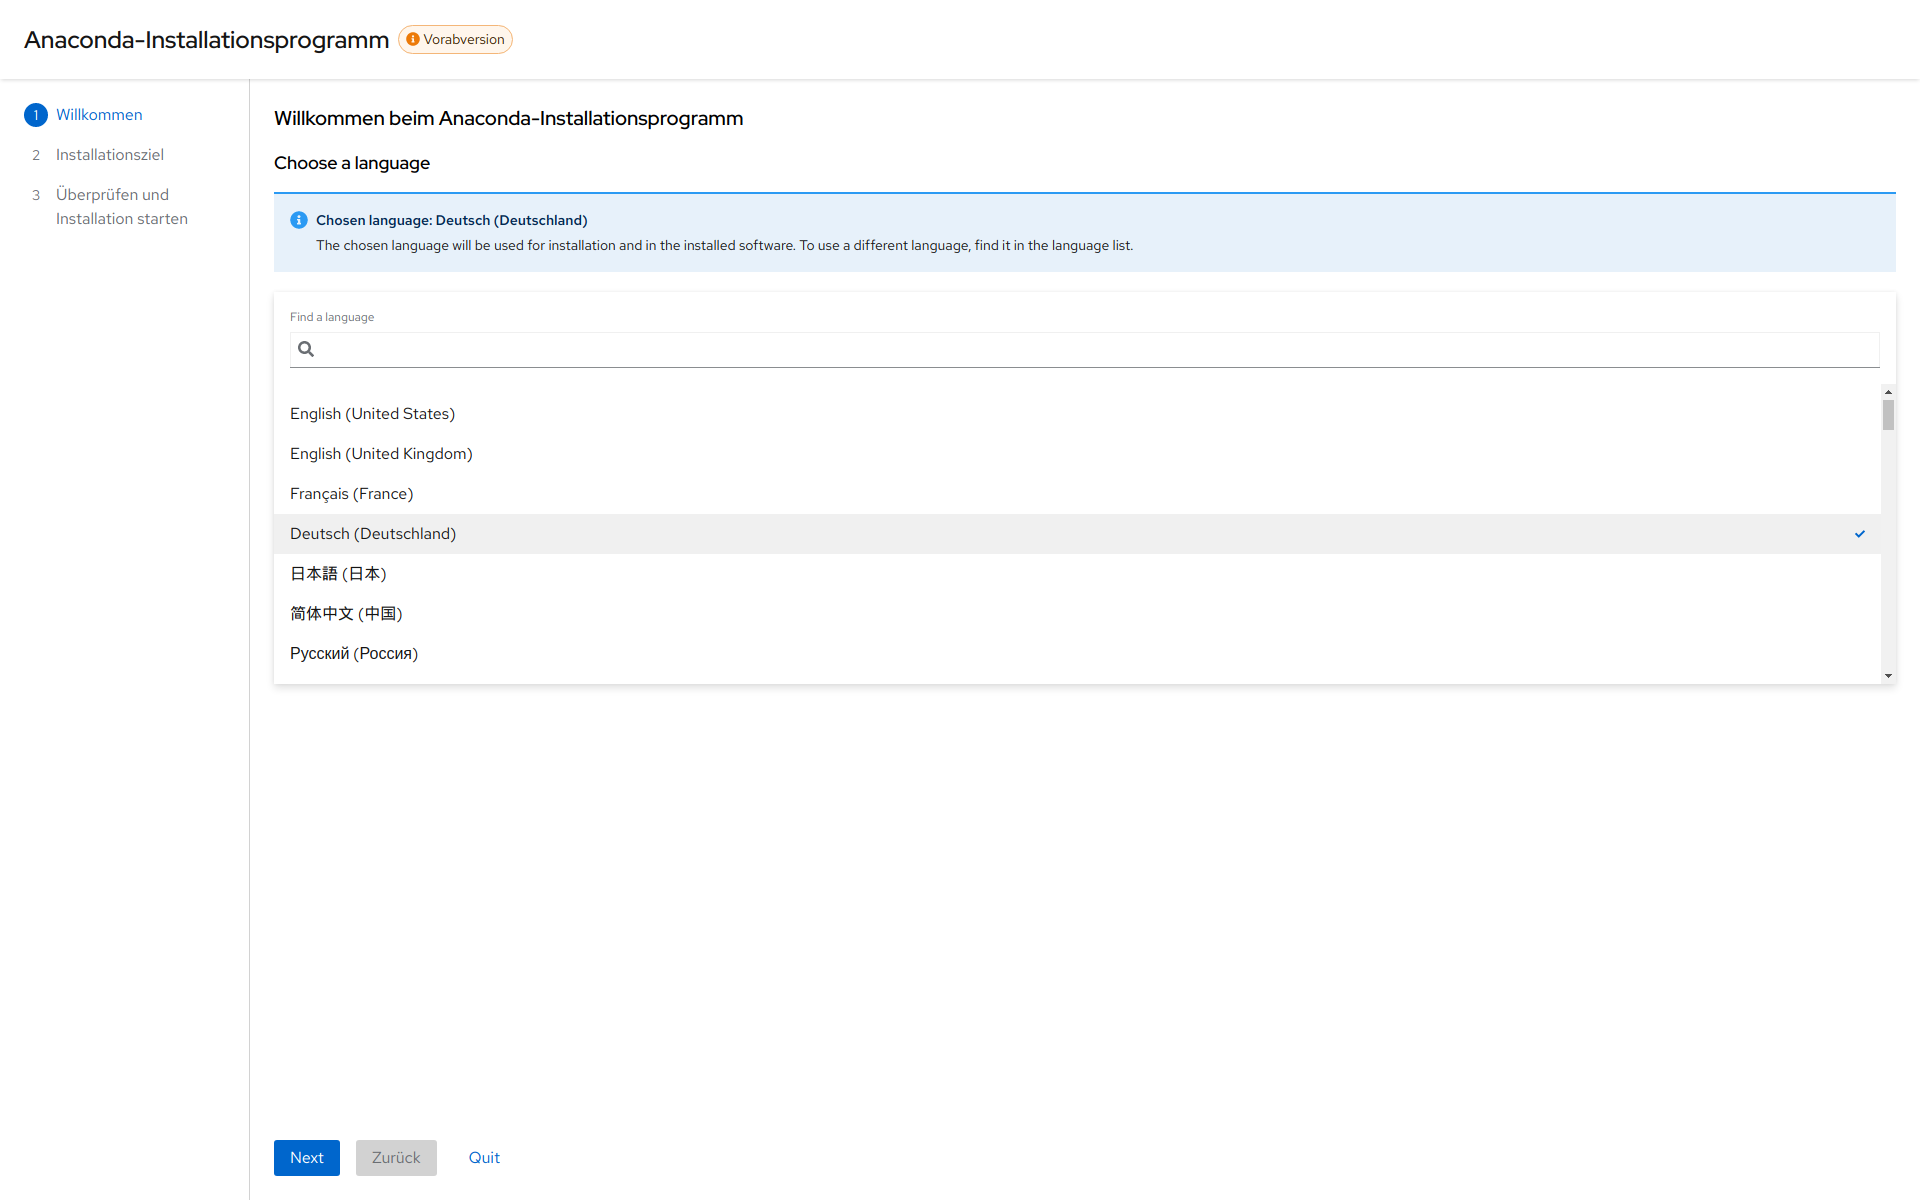 Anaconda-Installationsprogramm
Vorabversion
1 Willkommen
2 Installationsziel
3 Überprüfen und
Installation starten
Willkommen beim Anaconda-Installationsprogramm
Choose a language
Chosen language: Deutsch (Deutschland)
The chosen language will be used for installation and in the installed software. To use a different language, find it in the language list.
Find a language
English (United States)
English (United Kingdom)
Français (France)
Deutsch (Deutschland)
日本語 (日本)
简体中文 (中国)
Русский (Россия)
Next
Zurück
Quit